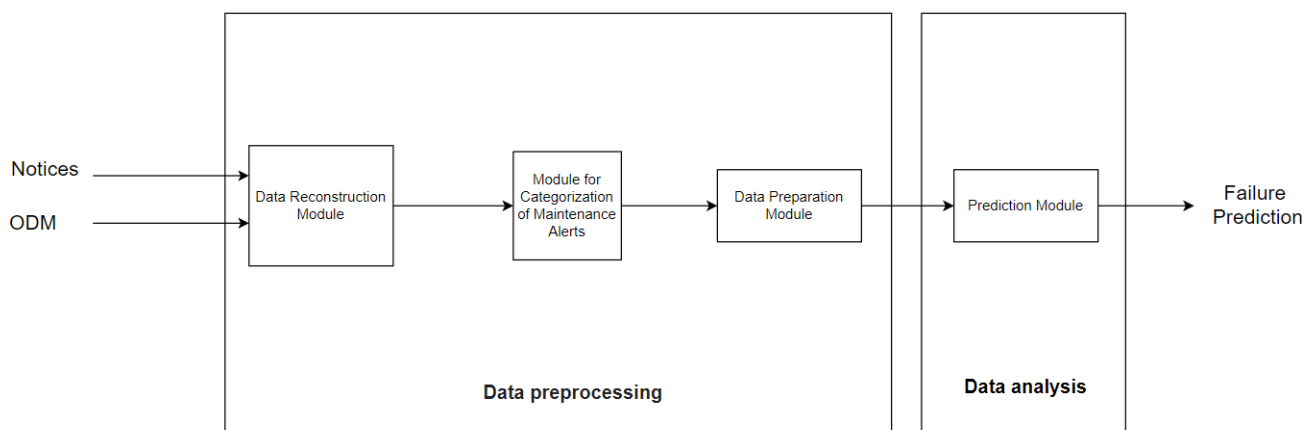 Notices
ODM
Data Reconstruction
Module
Module for
Categorization
of Maintenance
Alerts
Data Preparation
Module
Prediction Module
Failure
Prediction
Data preprocessing
Data analysis